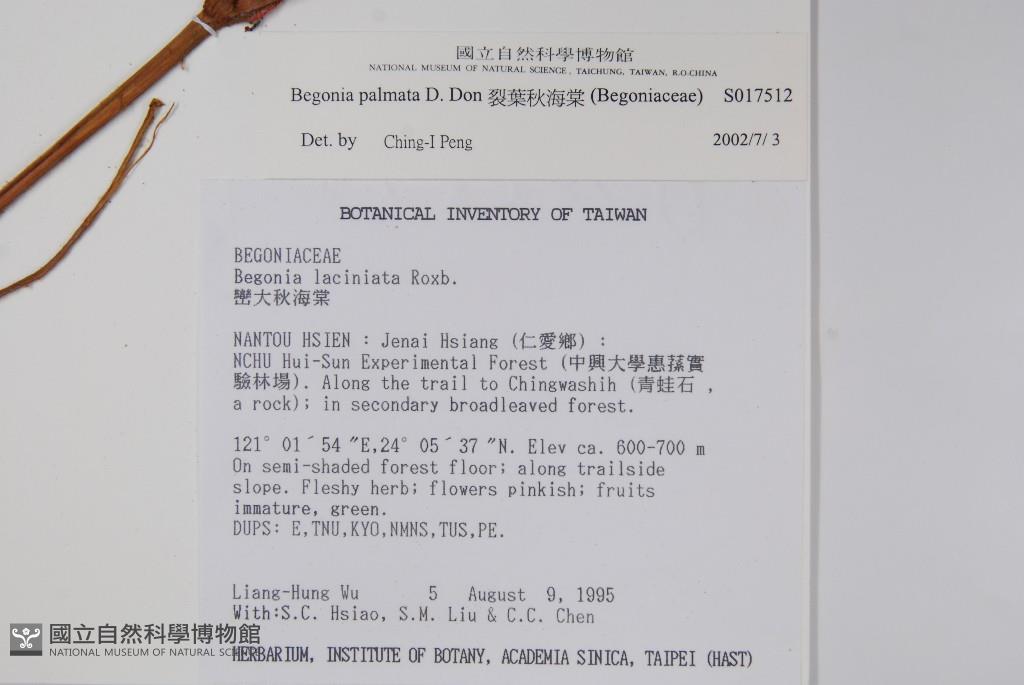 國立自然科學博物館
NATIONAL MUSEUM OF NATURAL SCIENCE, TAICHUNG, TAIWAN, R.O.CHINA
Begonia palmata D. Don 裂葉秋海棠 (Begoniaceae) S017512
Det. by Ching-I Peng 2002/7/ 3
BOTANICAL INVENTORY OF TAIWAN
BEGONIACEAE
Begonia laciniata Roxb.
巒大秋海棠
NANTOU HSIEN : Jenai Hsiang (仁愛鄉) :
NCHU Hui-Sun Experimental Forest (中興大學惠蓀實
驗林場). Along the trail to Chingwashih (青蛙石 ,
a rock); in secondary broadleaved forest.
121° 01´54 ″E,24° 05´37 ″N. Elev ca. 600-700 m
On semi-shaded forest floor; along trailside
slope. Fleshy herb; flowers pinkish; fruits
immature, green.
DUPS: E,TNU,KYO,NMNS,TUS,PE.
Liang-Hung Wu 5 August 9, 1995
With:S.C. Hsiao, S.M. Liu & C.C. Chen
HERBARIUM, INSTITUTE OF BOTANY, ACADEMIA SINICA, TAIPEI (HAST)
國立自然科學博物館
NATIONAL MUSEUM OF NATURAL SCIENCE